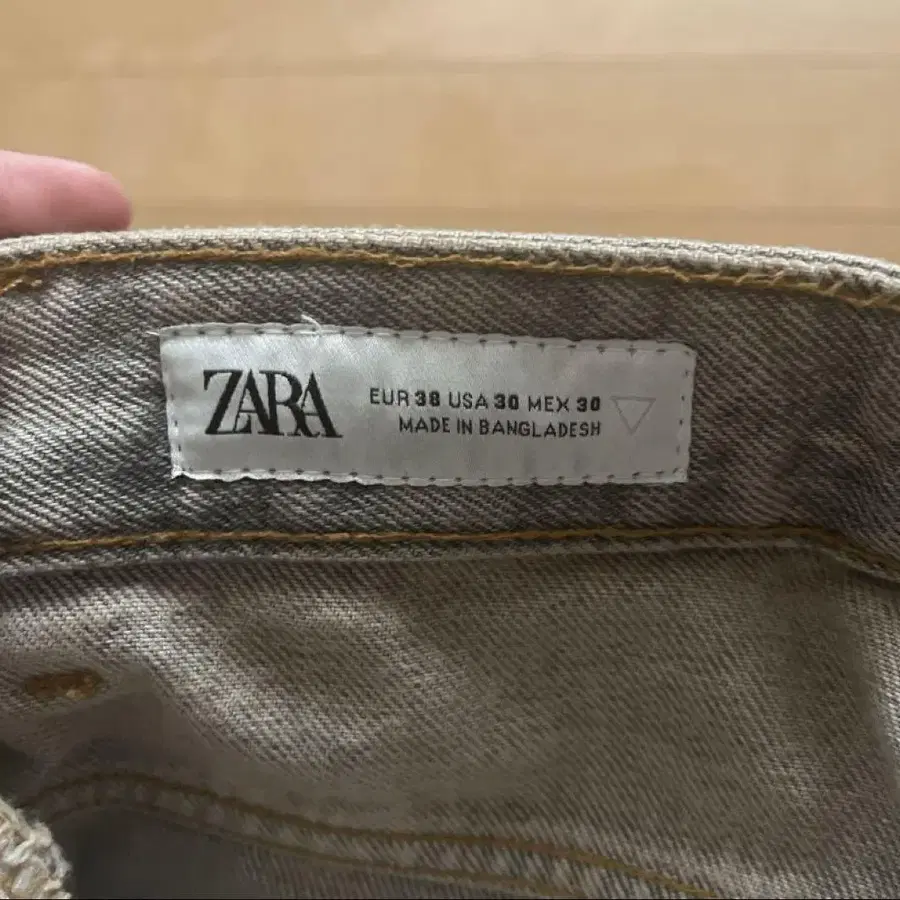 ZARA
EUR 38 USA 30 MEX 30
MADE IN BANGLADESH